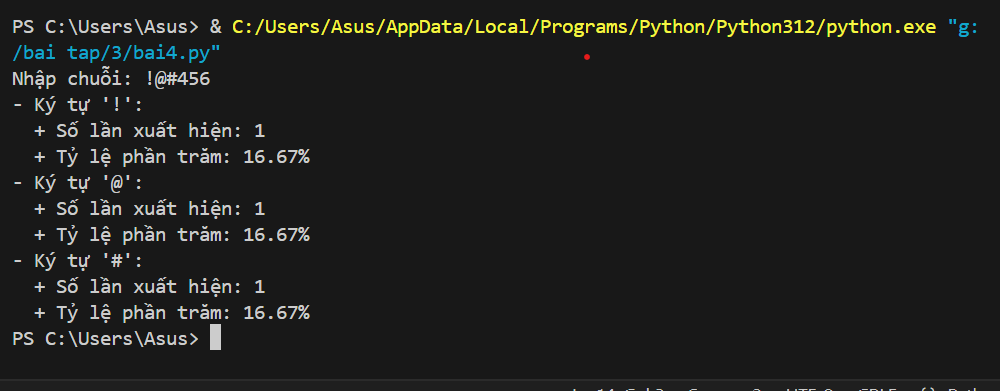 PS C:\Users\Asus> & C:/Users/Asus/AppData/Local/Programs/Python/Python312/python.exe "g:
/bai tap/3/bai4.py"
Nhập chuỗi: !@#456
- Ký tự '!':
  + Số lần xuất hiện: 1
  + Tỷ lệ phần trăm: 16.67%
- Ký tự '@':
  + Số lần xuất hiện: 1
  + Tỷ lệ phần trăm: 16.67%
- Ký tự '#':
  + Số lần xuất hiện: 1
  + Tỷ lệ phần trăm: 16.67%
PS C:\Users\Asus>